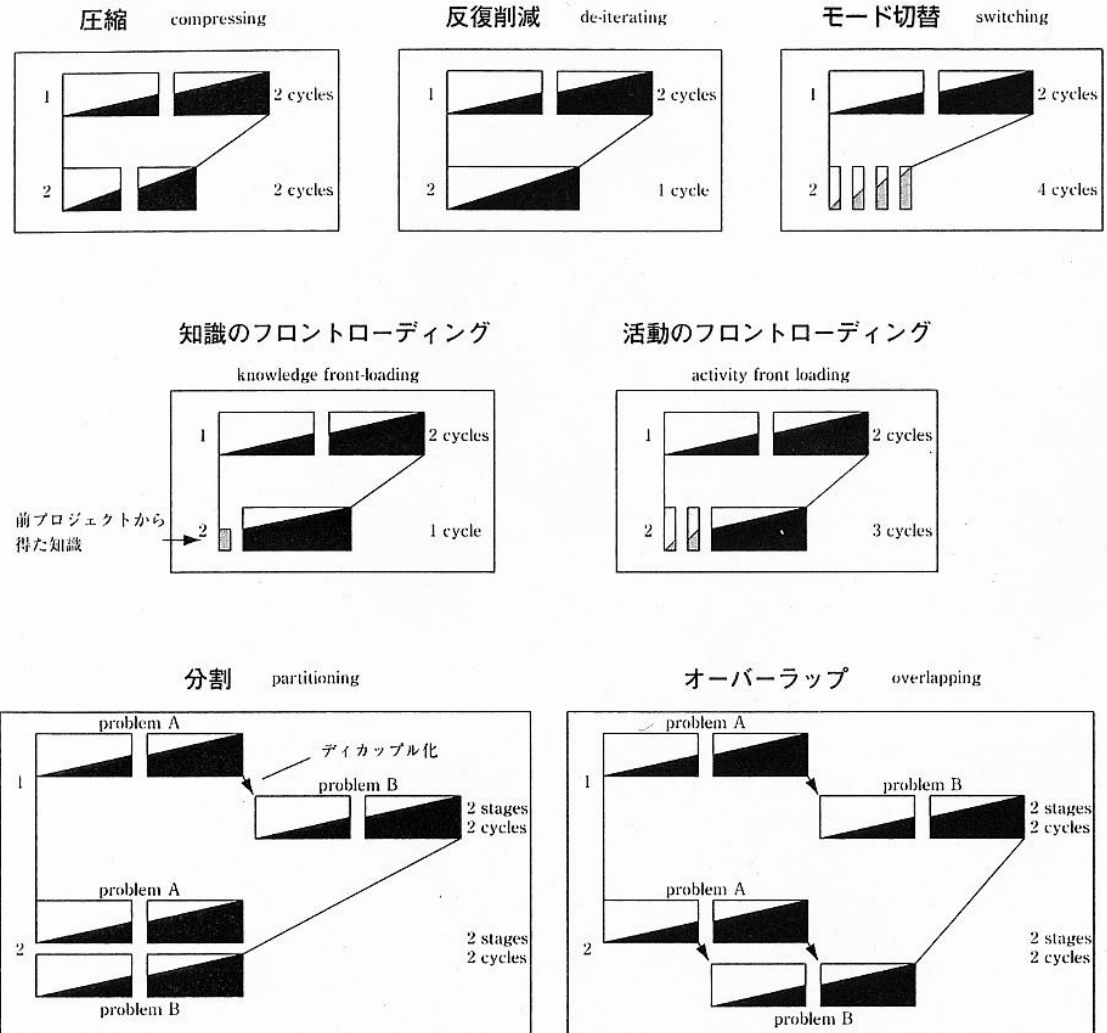 圧縮 compressing
反復削減 de-iterating
モード切替 switching
1
2 cycles
2
2 cycles
1
2 cycles
2
1 cycle
1
2 cycles
2
4 cycles
知識のフロントローディング
knowledge front-loading
活動のフロントローディング
activity front loading
1
2 cycles
前プロジェクトから
得た知識
2
1 cycle
1
2 cycles
2
3 cycles
分割 partitioning
オーバーラップ overlapping
problem A
1
ディカップル化
problem B
2 stages
2 cycles
problem A
2
2 stages
2 cycles
problem B
problem A
1
problem B
2 stages
2 cycles
problem A
2
2 stages
2 cycles
problem B